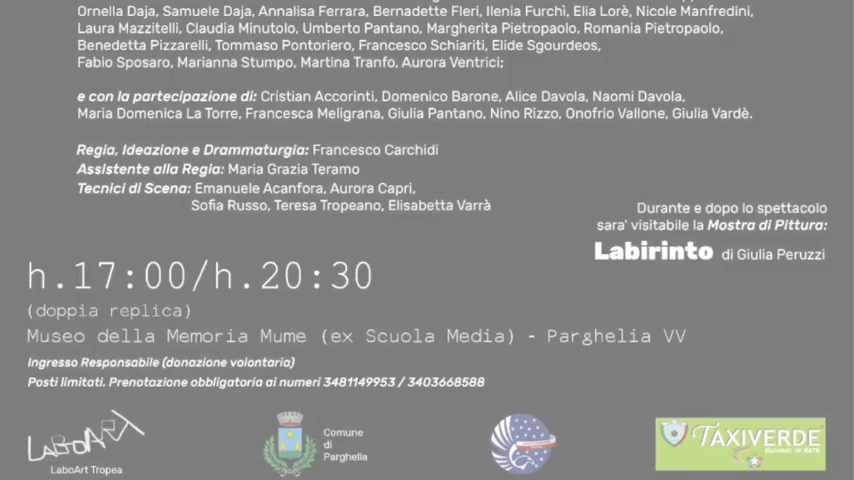 Ornella Daja, Samuele Daja, Annalisa Ferrara, Bernadette Fleri, Ilenia Furchì, Elia Lorè, Nicole Manfredini,
Laura Mazzitelli, Claudia Minutolo, Umberto Pantano, Margherita Pietropaolo, Romania Pietropaolo,
Benedetta Pizzarelli, Tommaso Pontoriero, Francesco Schiariti, Elide Sgourdeos,
Fabio Sposaro, Marianna Stumpo, Martina Tranfo, Aurora Ventrici;
e con la partecipazione di: Cristian Accorinti, Domenico Barone, Alice Davola, Naomi Davola,
Maria Domenica La Torre, Francesca Meligrana, Giulia Pantano, Nino Rizzo, Onofrio Vallone, Giulia Vardè.
Regia, Ideazione e Drammaturgia: Francesco Carchidi
Assistente alla Regia: Maria Grazia Teramo
Tecnici di Scena: Emanuele Acanfora, Aurora Capri,
Sofia Russo, Teresa Tropeano, Elisabetta Varrà
Durante e dopo lo spettacolo
sara' visitabile la Mostra di Pittura:
Labirinto di Giulia Peruzzi
h.17:00/h.20:30
(doppia replica)
Museo della Memoria Mume (ex Scuola Media) - Parghelia VV
Ingresso Responsabile (donazione volontaria)
Posti limitati. Prenotazione obbligatoria ai numeri 3481149953 / 3403668588
LABOART
LaboArt Tropea
Comune
di
Parghelia
TAXIVERDE